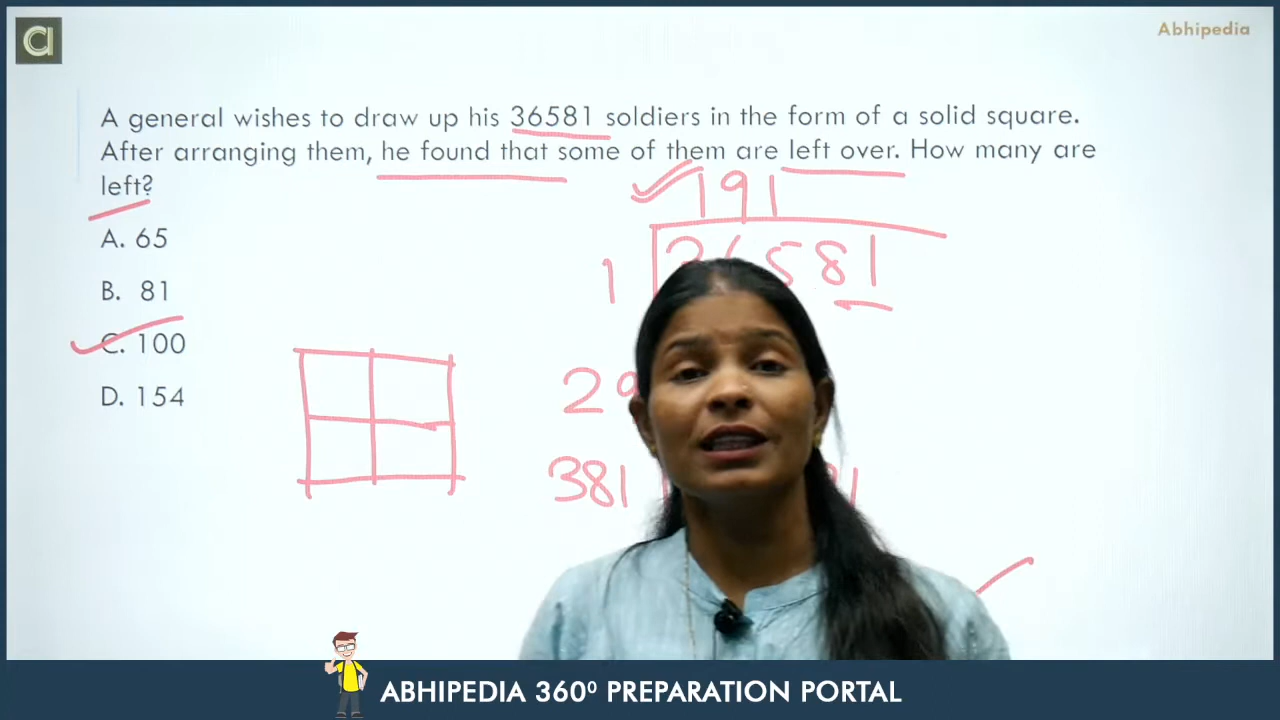 Abhipedia
A general wishes to draw up his 36581 soldiers in the form of a solid square.
After arranging them, he found that some of them are left over. How many are
left?
191
1
81
A. 65
B. 81
C. 100
D. 154
381
ABHIPEDIA 360⁰ PREPARATION PORTAL